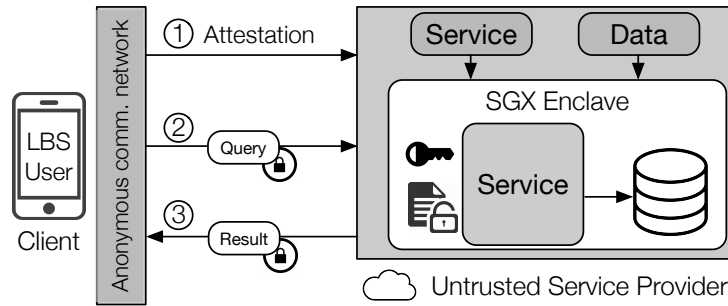 ① Attestation
Service
Data
Anonymous comm. network
SGX Enclave
LBS
User
②
Query
Service
③
Result
Client
Untrusted Service Provider